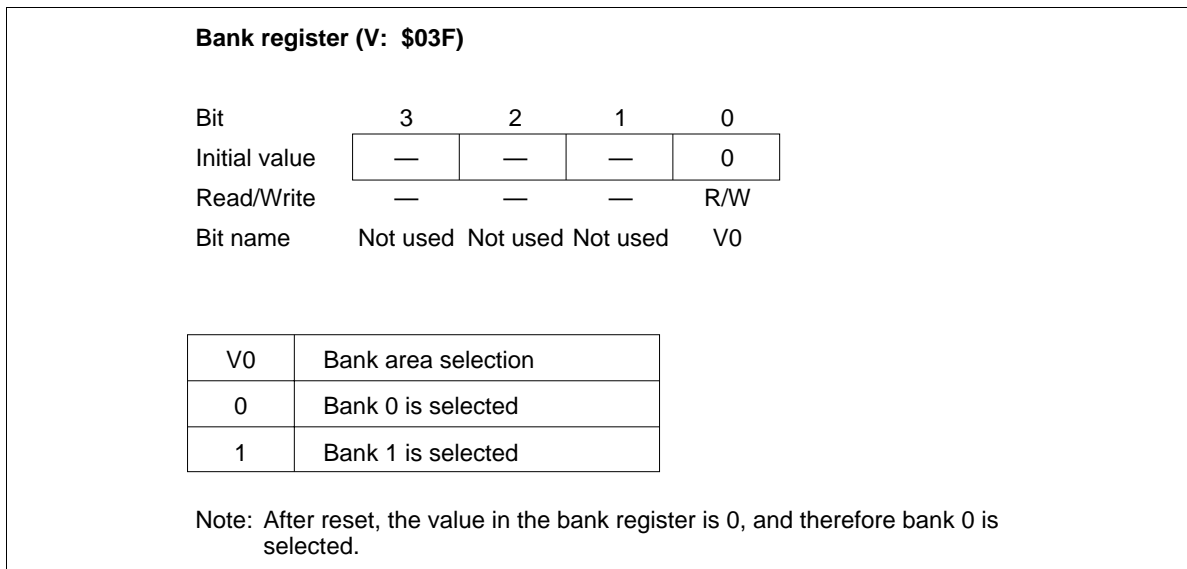 Bank register (V: $03F)
Bit 3 2 1 0
Initial value — — — 0
Read/Write — — — R/W
Bit name Not used Not used Not used V0
V0 Bank area selection
0 Bank 0 is selected
1 Bank 1 is selected
Note: After reset, the value in the bank register is 0, and therefore bank 0 is
selected.